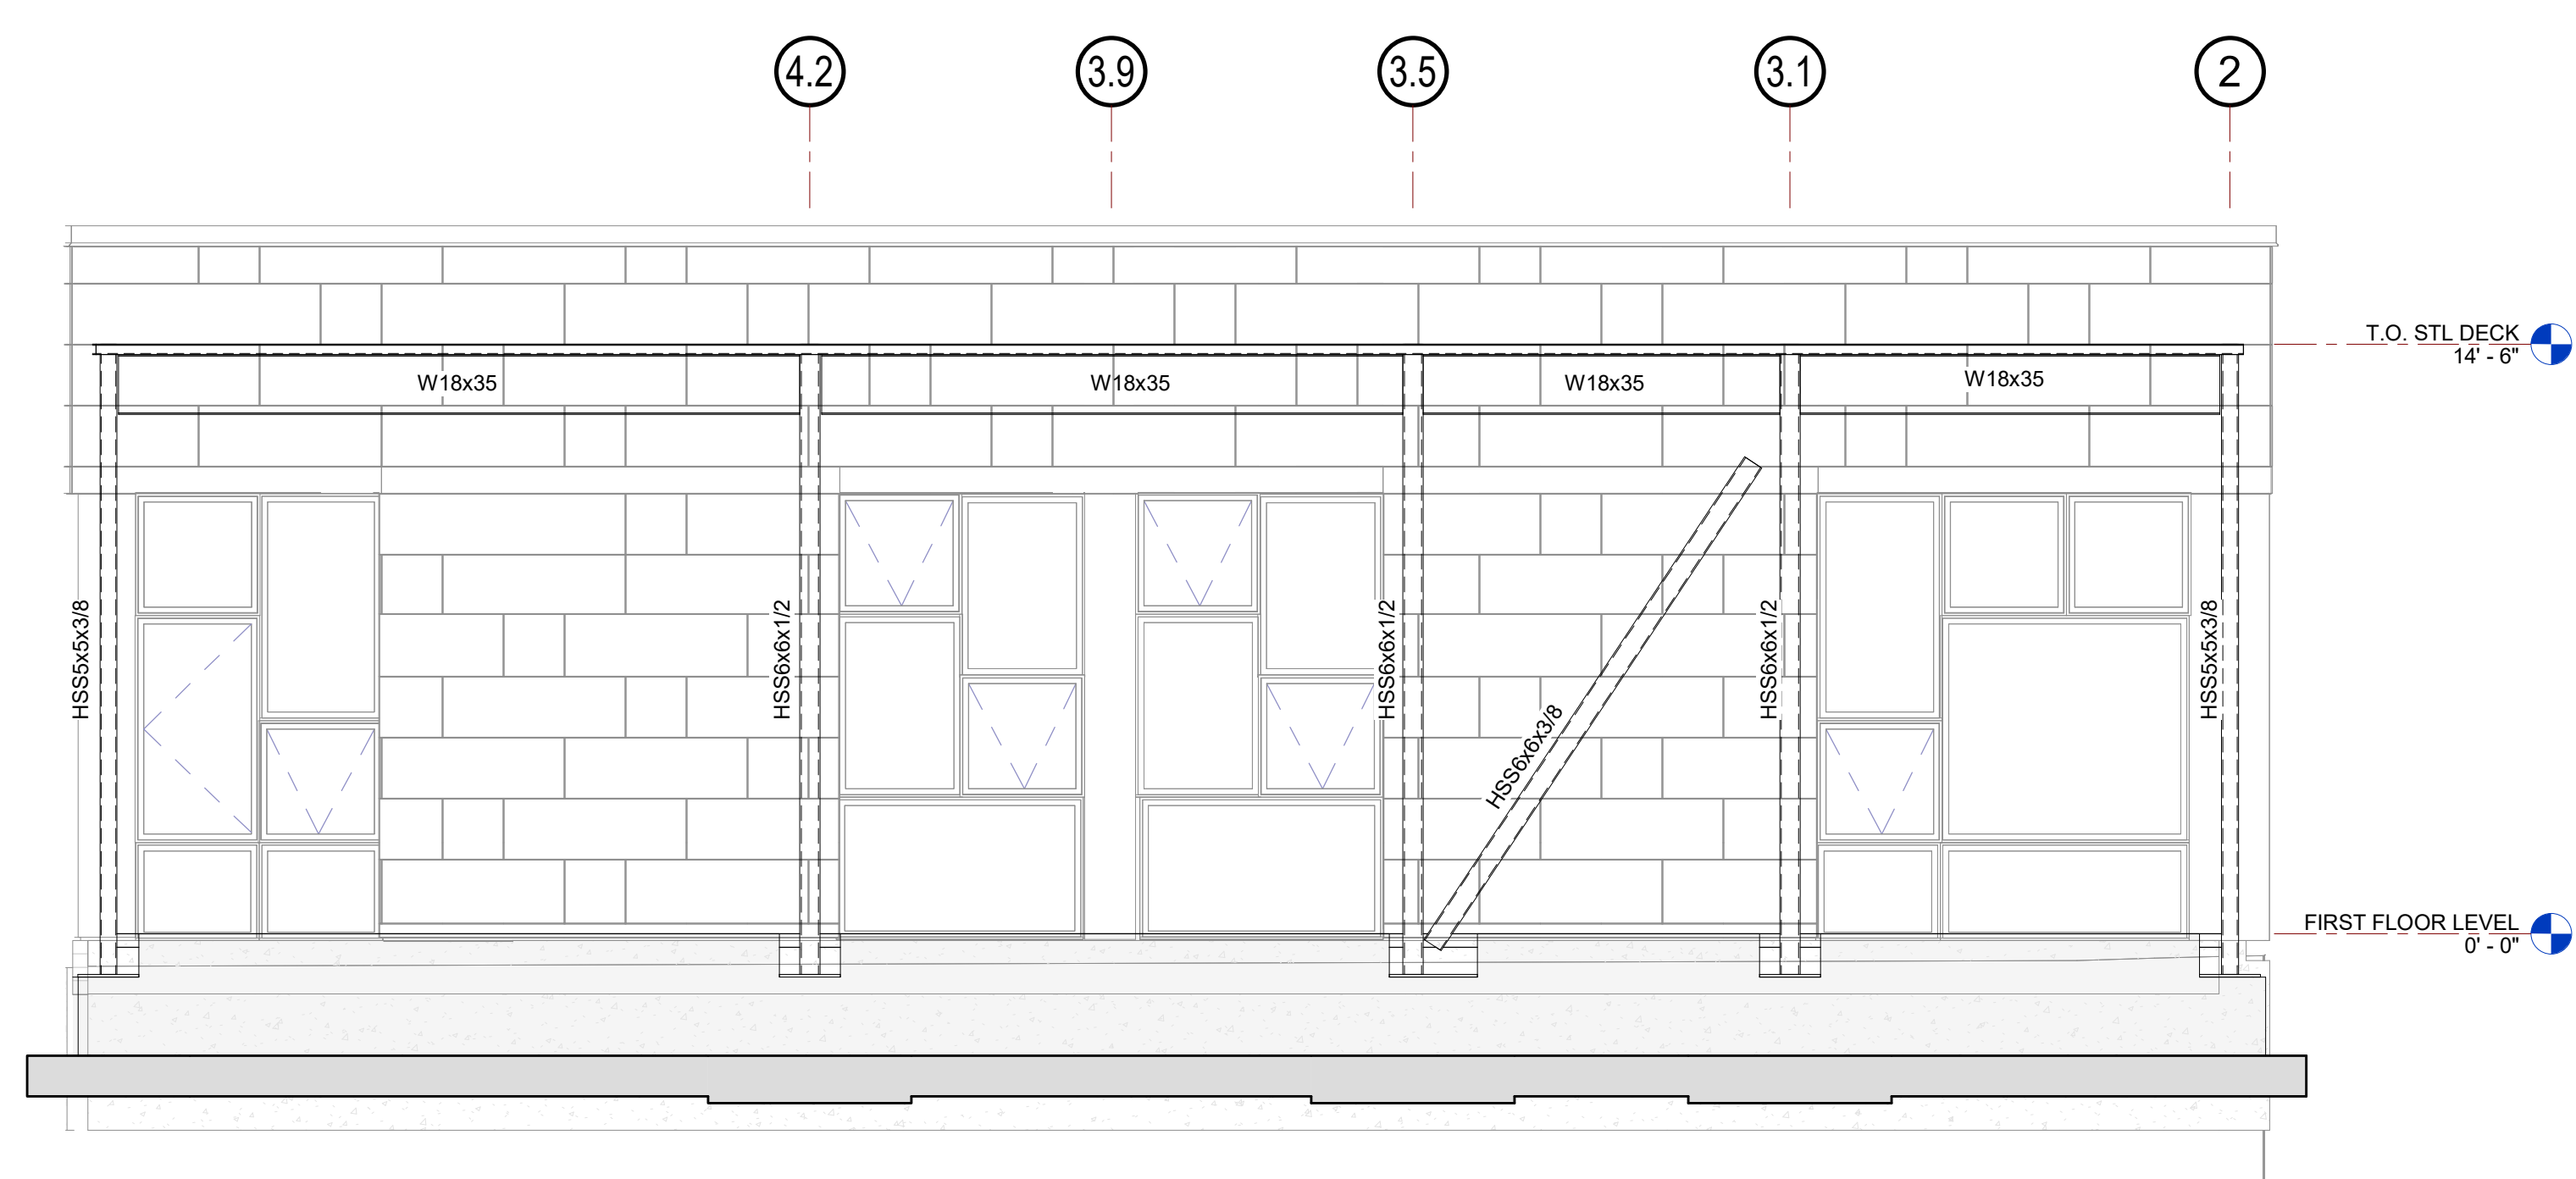 4.2
3.9
3.5
3.1
2
T.O. STL DECK
14' - 6"
W18x35
W18x35
W18x35
W18x35
HSS5x5x3/8
HSS6x6x1/2
HSS6x6x1/2
HSS6x6x3/8
HSS6x6x1/2
HSS5x5x3/8
FIRST FLOOR LEVEL
0' - 0"